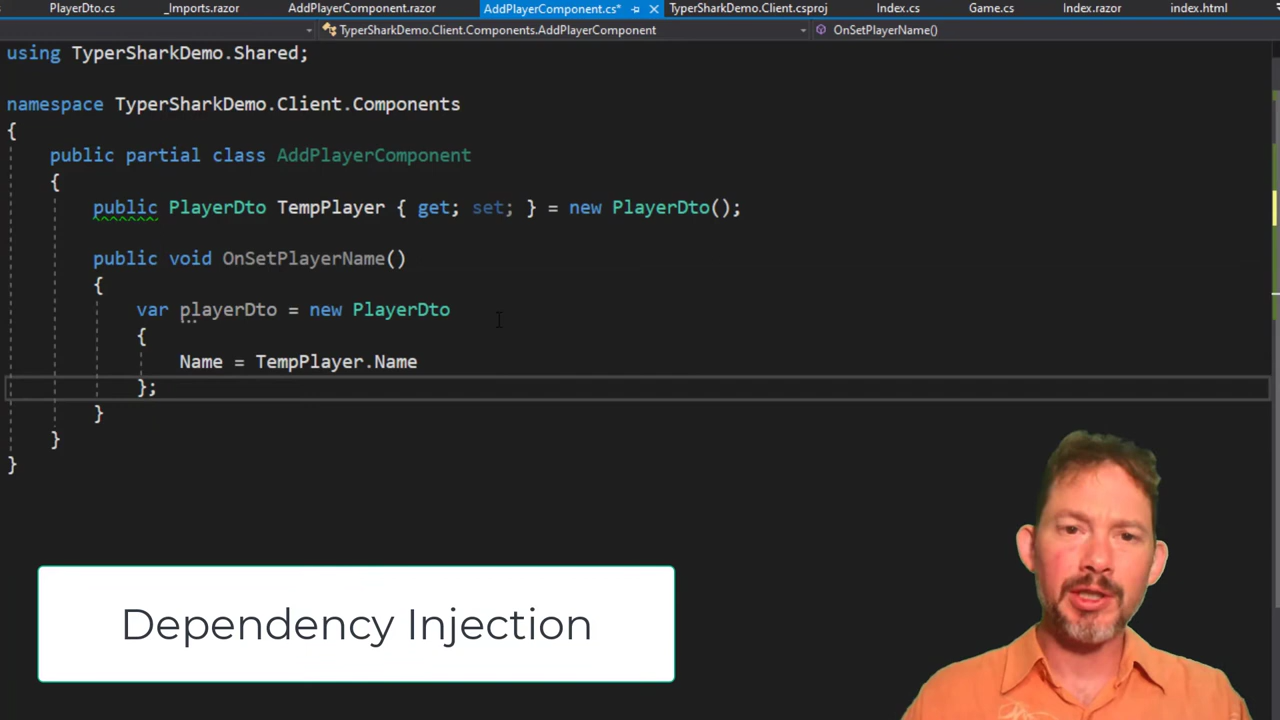 PlayerDto.cs _Imports.razor AddPlayerComponent.razor AddPlayerComponent.cs* TyperSharkDemo.Client.csproj Index.cs Game.cs Index.razor index.html
TyperSharkDemo.Client.Components.AddPlayerComponent OnSetPlayerName()
using TyperSharkDemo.Shared;
namespace TyperSharkDemo.Client.Components
{
public partial class AddPlayerComponent
{
public PlayerDto TempPlayer { get; set; } = new PlayerDto();
public void OnSetPlayerName()
{
var playerDto = new PlayerDto
{
Name = TempPlayer.Name
};
}
}
}
Dependency Injection